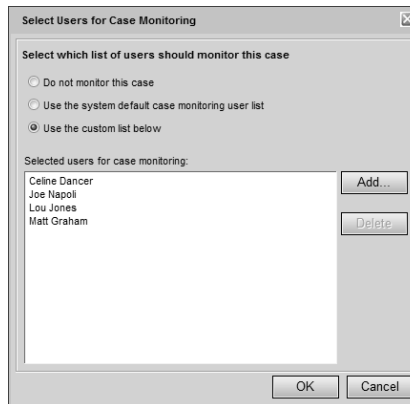 Select Users for Case Monitoring
Select which list of users should monitor this case
Do not monitor this case
Use the system default case monitoring user list
Use the custom list below
Selected users for case monitoring:
Celine Dancer
Joe Napoli
Lou Jones
Matt Graham
Add...
Delete
OK
Cancel